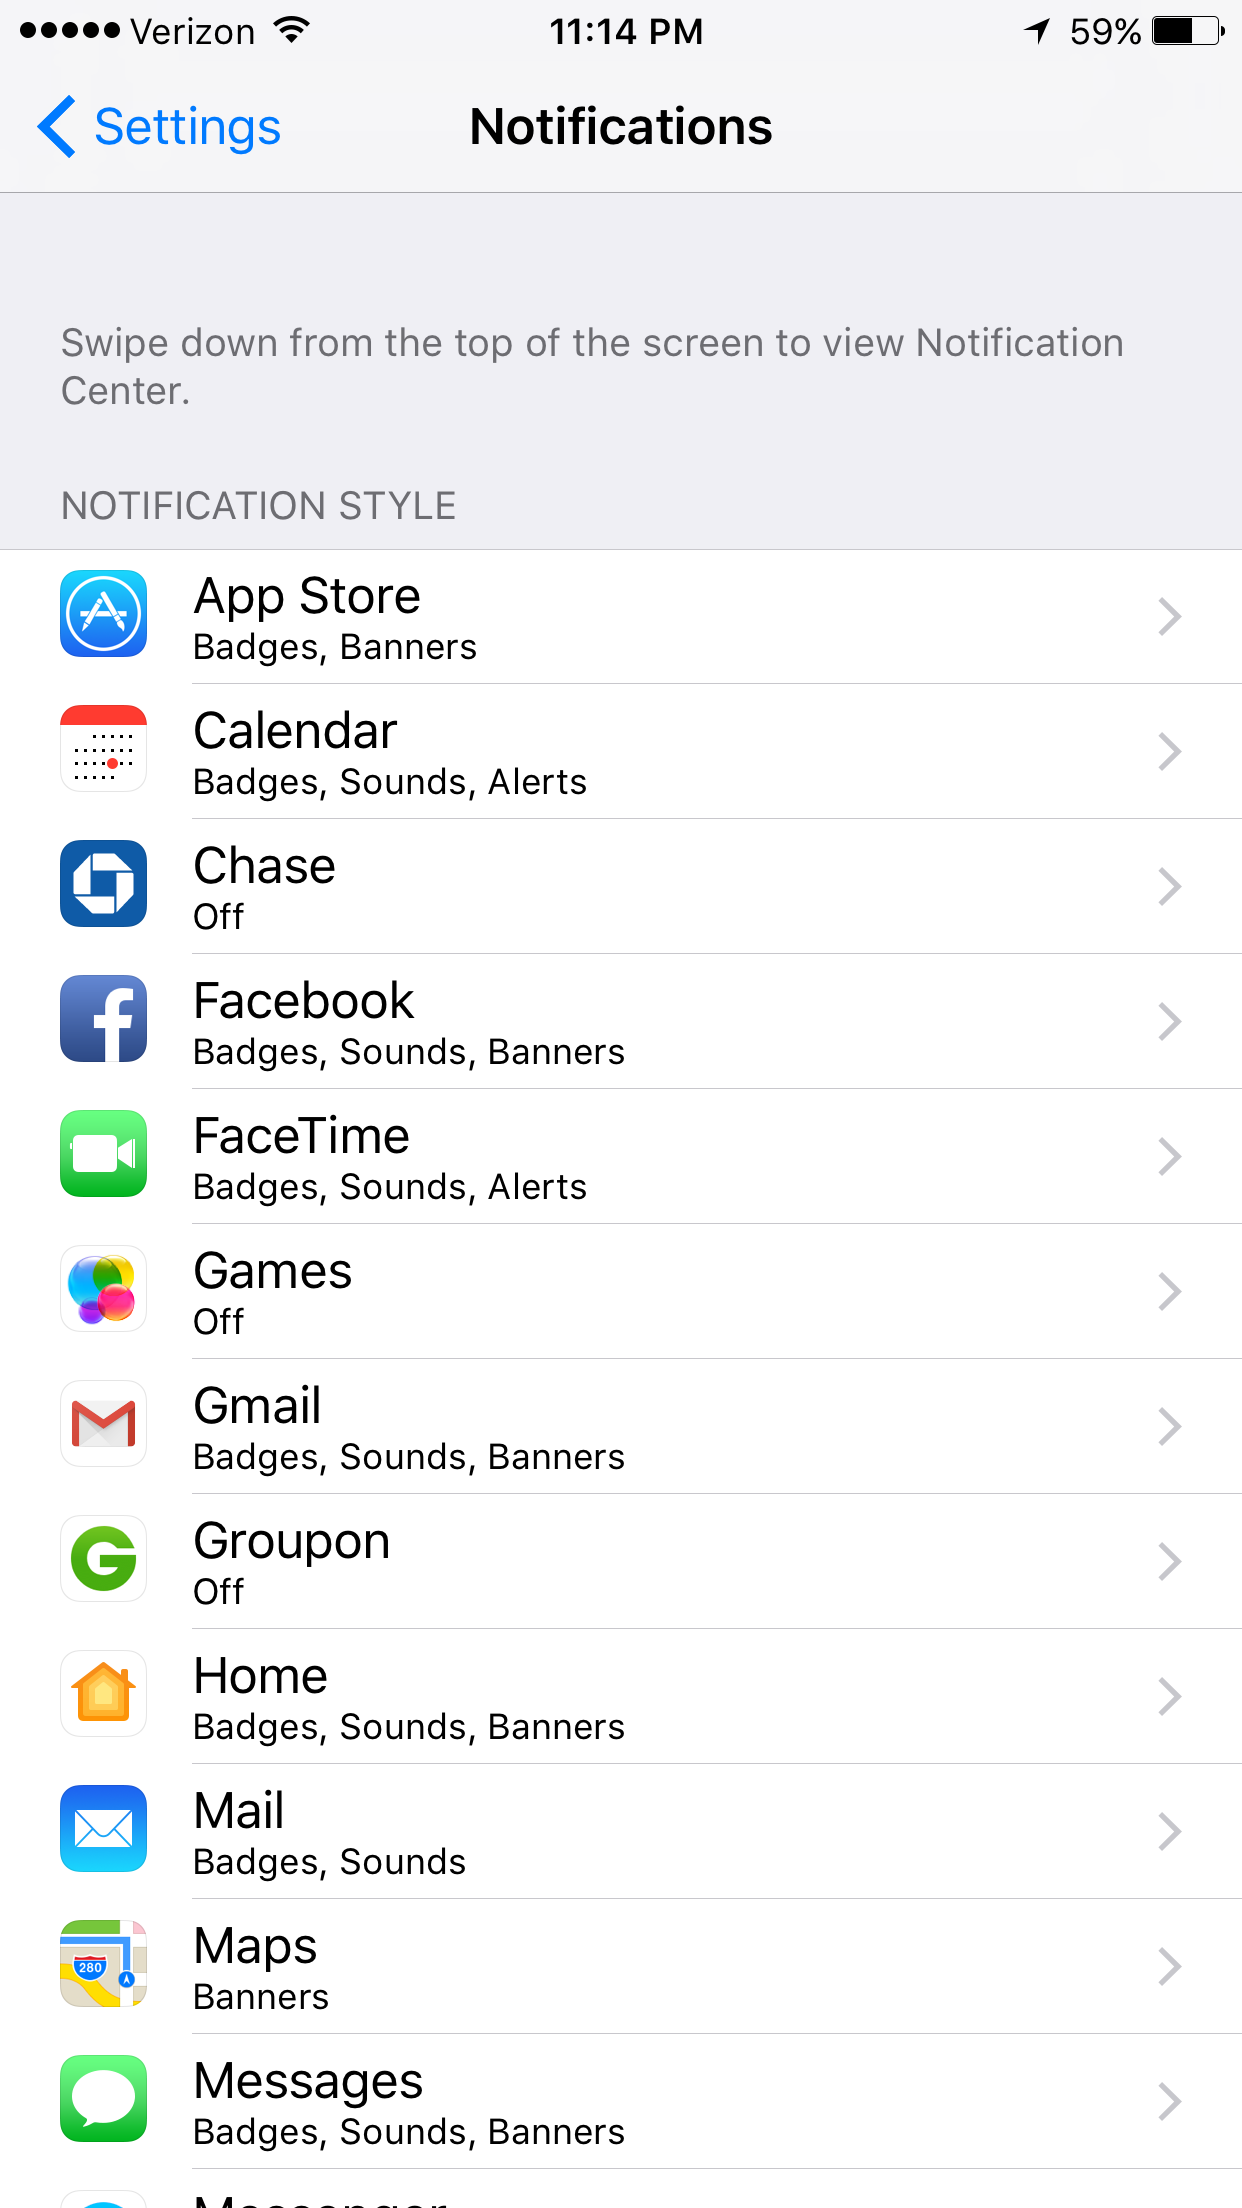 Verizon 11:14 PM 59%
Settings Notifications
Swipe down from the top of the screen to view Notification
Center.
NOTIFICATION STYLE
App Store
Badges, Banners
Calendar
Badges, Sounds, Alerts
Chase
Off
Facebook
Badges, Sounds, Banners
FaceTime
Badges, Sounds, Alerts
Games
Off
Gmail
Badges, Sounds, Banners
Groupon
Off
Home
Badges, Sounds, Banners
Mail
Badges, Sounds
280
Maps
Banners
Messages
Badges, Sounds, Banners
Messenger